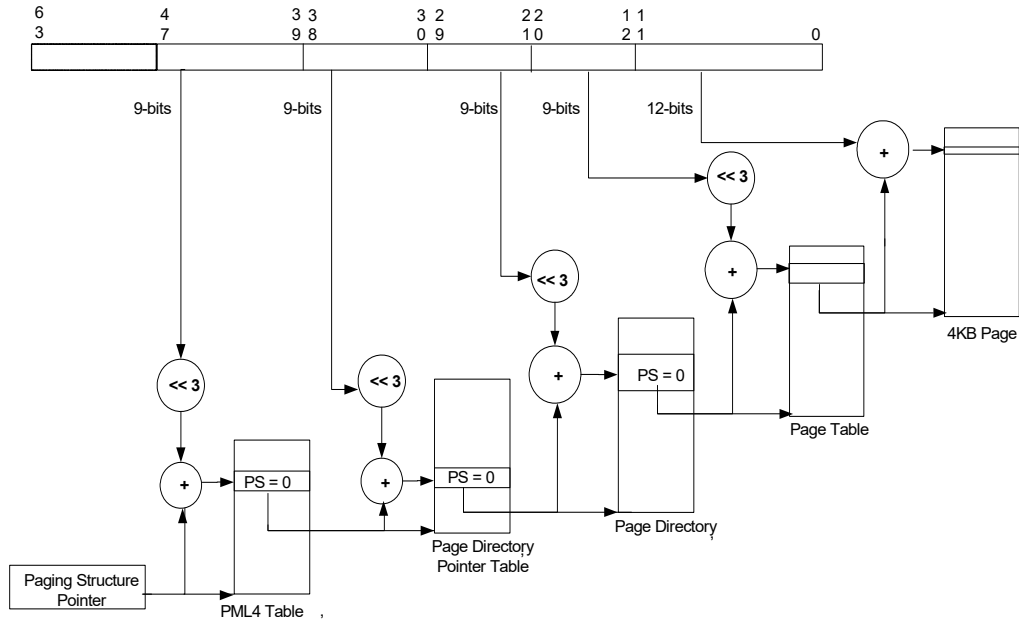 6 4 3 3 3 2 2 2 1 1
3 7 9 8 0 9 1 0 2 1 0
9-bits 9-bits 9-bits 9-bits 12-bits
+
<< 3
+
<< 3
4KB Page
+
PS = 0
<< 3 << 3
Page Table
+ PS = 0 + PS = 0
Page Directory,
Page Directory,
Pointer Table
Paging Structure
Pointer
PML4 Table ,